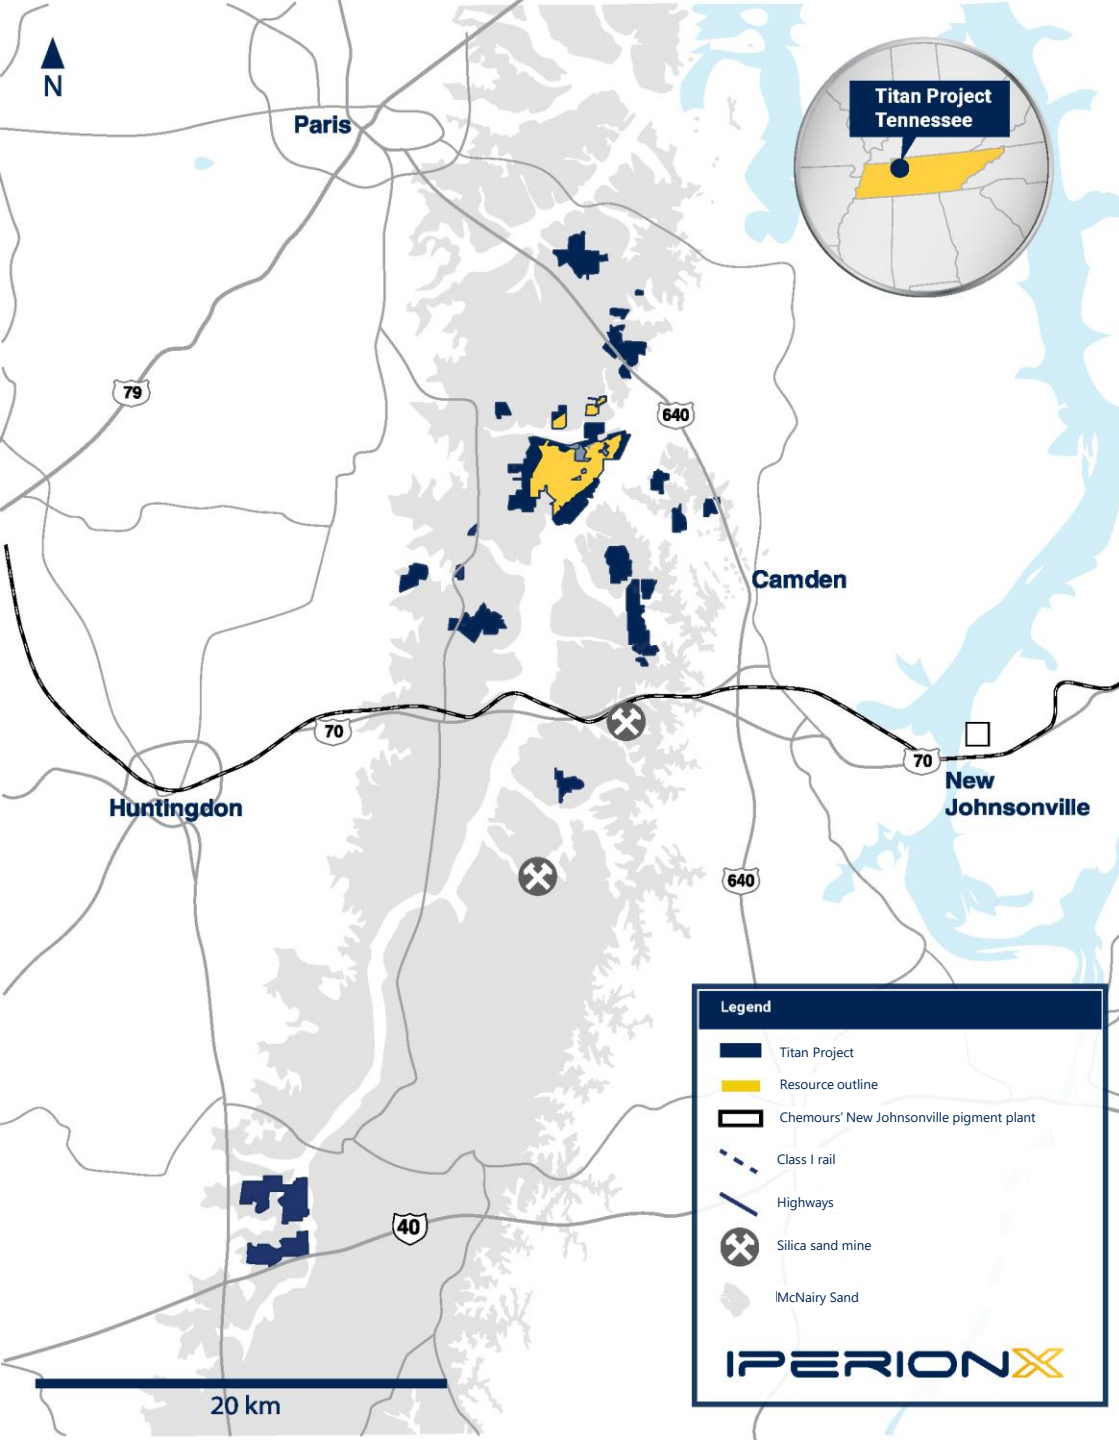 N
Paris
Titan Project
Tennessee
79
640
Camden
70
70
New
Johnsonville
Huntingdon
640
40
20 km
Legend
Titan Project
Resource outline
Chemours’ New Johnsonville pigment plant
Class I rail
Highways
Silica sand mine
McNairy Sand
IPERIONX